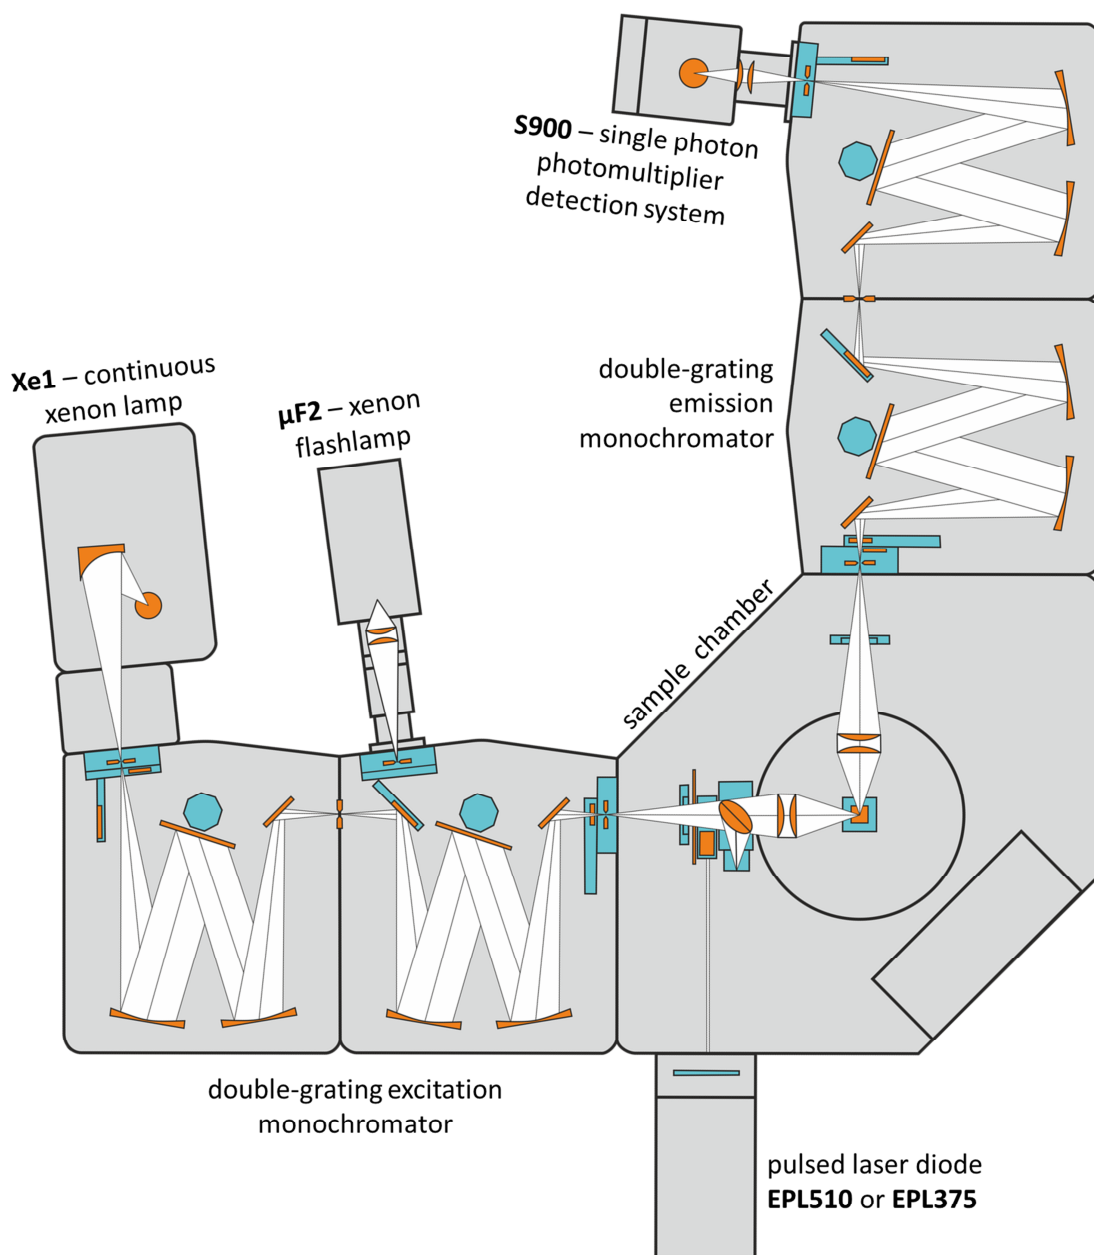 S900 – single photon
photomultiplier
detection system
Xe1 – continuous
xenon lamp
µF2 – xenon
flashlamp
double-grating
emission
monochromator
sample chamber
double-grating excitation
monochromator
pulsed laser diode
EPL510 or EPL375